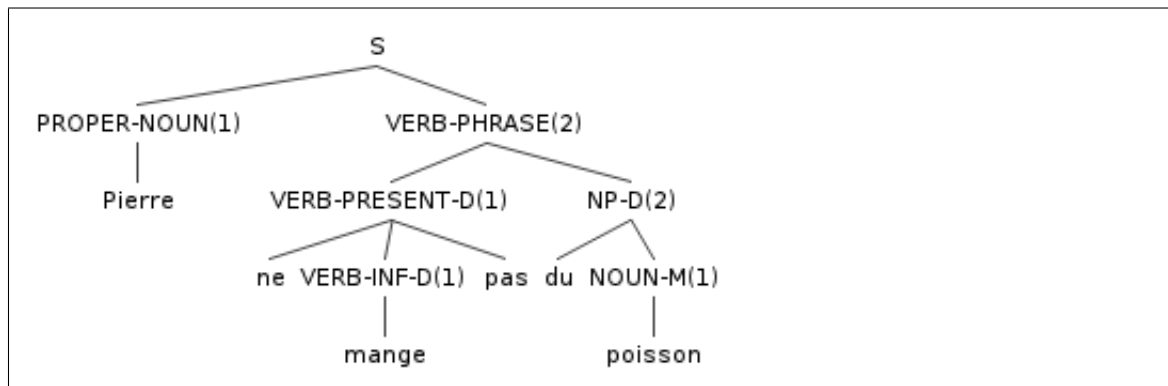 S
PROPER-NOUN(1) VERB-PHRASE(2)
Pierre VERB-PRESENT-D(1) NP-D(2)
ne VERB-INF-D(1) pas du NOUN-M(1)
mange poisson